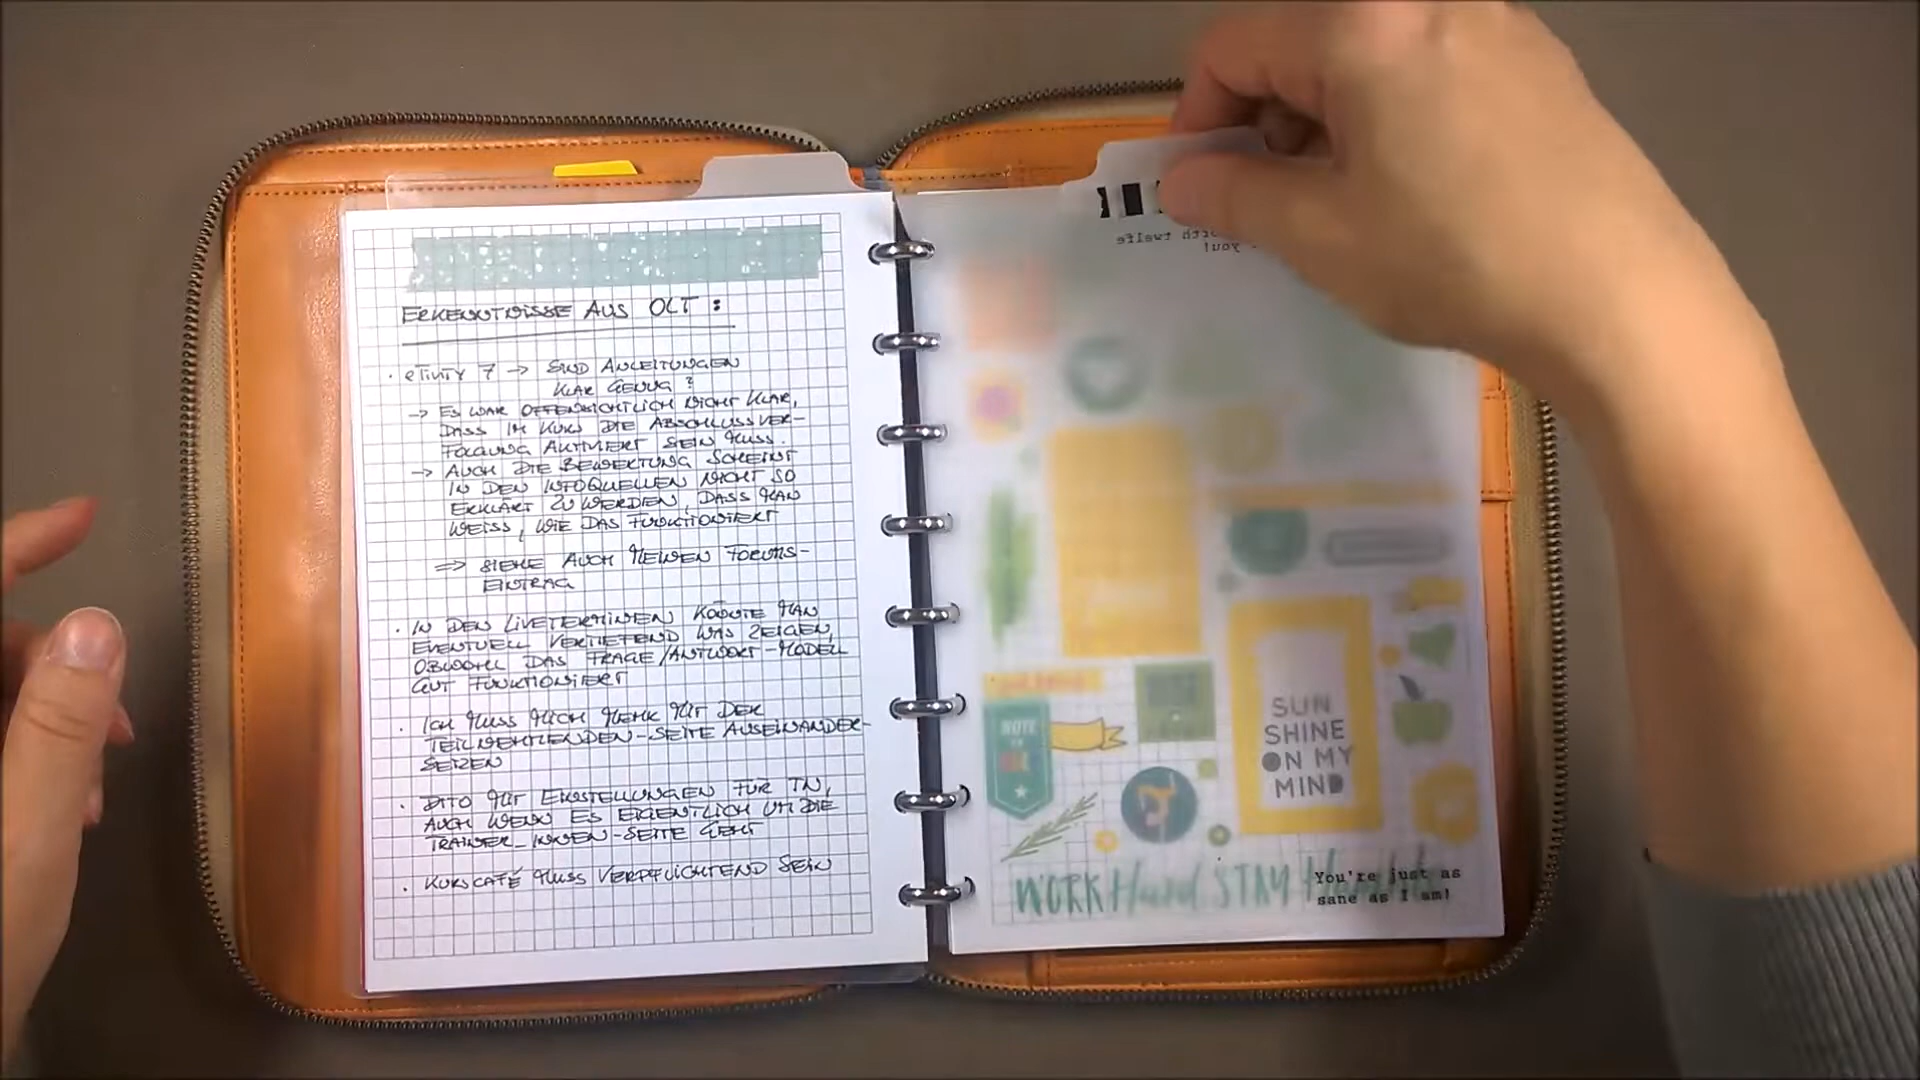 ERKENNTNISSE AUS OLT :
• eTIVITY 7 → SIND ANLEITUNGEN
KLAR GENUG ?
→ ES WAR OFFENSICHTLICH NICHT KLAR,
DASS IM KURS DIE ABSCHLUSSVER-
FOLGUNG AKTIVIERT SEIN MUSS.
→ AUCH DIE BEWERTUNG SCHEINT
IN DEN INFOQUELLEN NICHT SO
ERKLÄRT ZU WERDEN, DASS MAN
WEISS, WIE DAS FUNKTIONIERT
⇒ SIEHE AUCH MEINEN FORUMS-
EINTRAG
• IN DEN LIVETERMINEN KÖNNTE MAN
EVENTUELL VERTIEFEND WAS ZEIGEN,
OBWOHL DAS FRAGE/ANTWORT-MODELL
GUT FUNKTIONIERT
• ICH MUSS MICH MEHR MIT DER
TEILNEHMENDEN-SEITE AUSEINANDER-
SETZEN
• DITO MIT EINSTELLUNGEN FÜR TN,
AUCH WENN ES EIGENTLICH UM DIE
TRAINER_INNEN-SEITE GEHT
• KURSCAFÉ MUSS VERPFLICHTEND SEIN
twelfe
you!
NOTE
SUN
SHINE
ON MY
MIND
WORK Hard STAY Humble
You're just as
sane as I am!